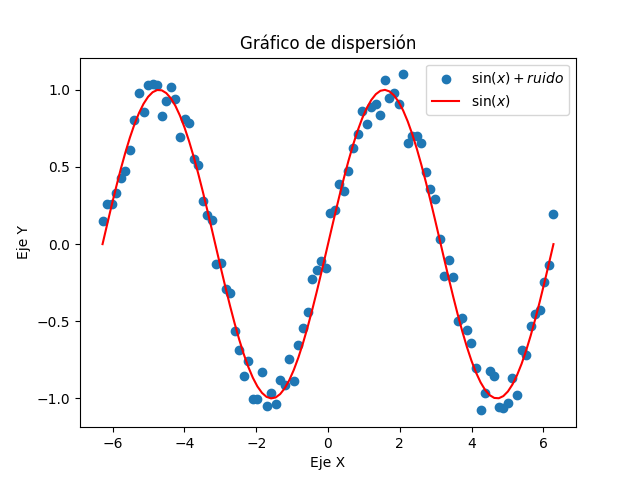 Gráfico de dispersión
sin(x) + ruido
sin(x)
1.0
0.5
0.0
−0.5
−1.0
Eje Y
−6 −4 −2 0 2 4 6
Eje X